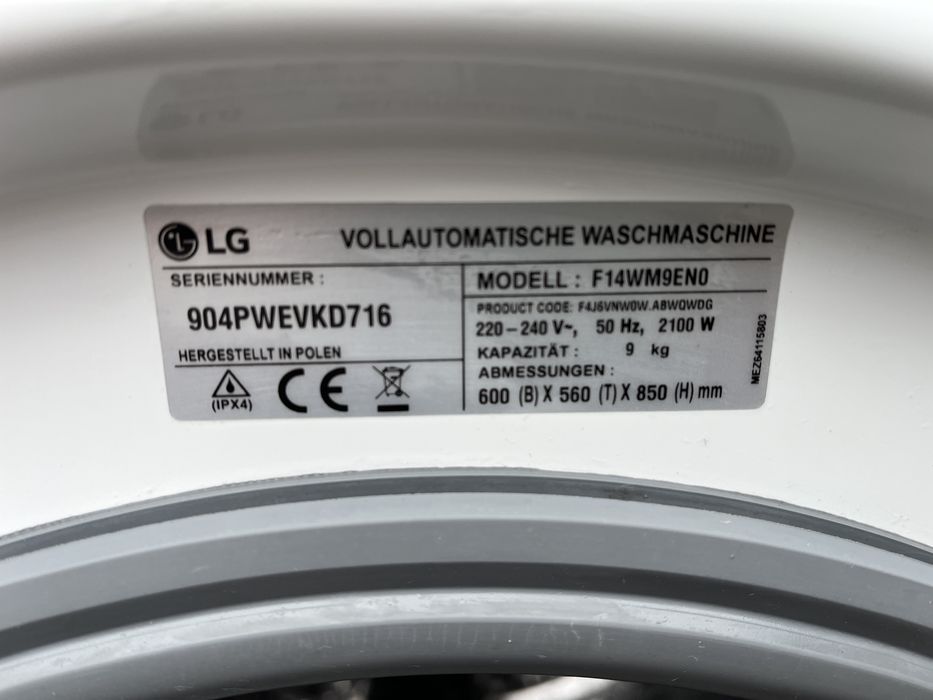 LG VOLLAUTOMATISCHE WASCHMASCHINE
SERIENNUMMER :
904PWEVKD716
HERGESTELLT IN POLEN
(IPX4)
CE
MODELL : F14WM9EN0
PRODUCT CODE: F4J6VNW0W.ABWQWDG
220-240 V~, 50 Hz, 2100 W
KAPAZITÄT : 9 kg
ABMESSUNGEN :
600 (B) X 560 (T) X 850 (H) mm
MEZ64115803